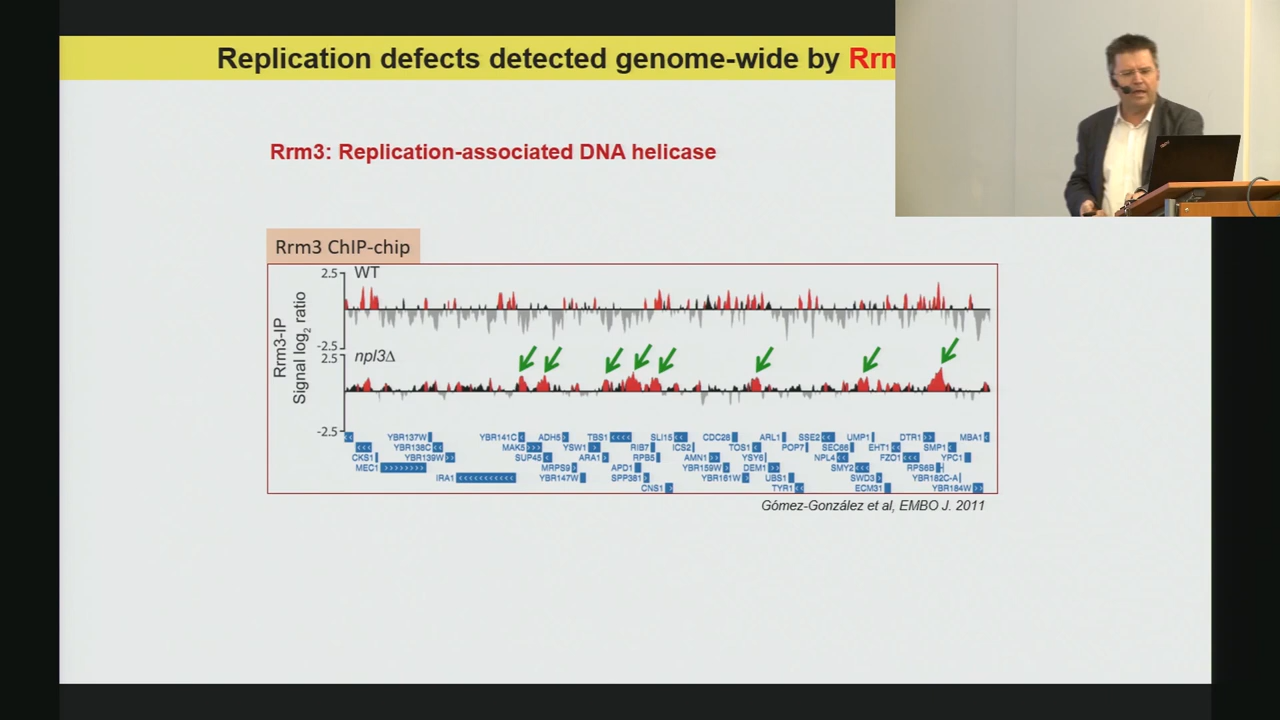 Replication defects detected genome-wide by Rrm
Rrm3: Replication-associated DNA helicase
Rrm3 ChIP-chip
Rrm3-IP
Signal log2 ratio
2.5
WT
-2.5
2.5
npl3Δ
-2.5
YBR137W YBR141C ADH5 TBS1 SLI15 CDC28 ARL1 SSE2 UMP1 DTR1 MBA1
YBR138C MAK5 YSW1 RIB7 ICS2 TOS1 POP7 SEC66 EHT1 SMP1
CKS1 YBR139W SUP45 ARA1 RPB5 AMN1 YSY6 NPL4 FZO1 YPC1
MEC1 MRPS9 APD1 YBR159W DEM1 SMY2 RPS6B
IRA1 YBR147W SPP381 YBR161W UBS1 SWD3 YBR182C-A
CNS1 TYR1 ECM31 YBR184W
Gómez-González et al, EMBO J. 2011